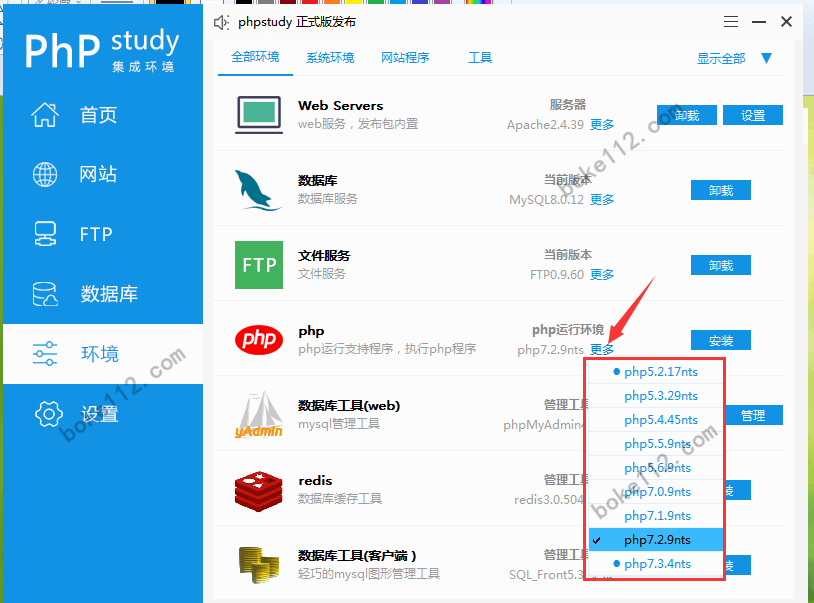 PhP study
集成环境
首页
网站
FTP
数据库
环境
设置
phpstudy 正式版发布
全部环境 系统环境 网站程序 工具 显示全部
Web Servers
web服务，发布包内置
服务器
Apache2.4.39 更多
卸载 设置
数据库
数据库服务
当前版本
MySQL8.0.12 更多
卸载
FTP
文件服务
文件服务
当前版本
FTP0.9.60 更多
卸载
php
php
php运行支持程序，执行php程序
php运行环境
php7.2.9nts 更多
安装
yAdmin
数据库工具(web)
mysql管理工具
管理工
phpMyAdmin4
管理
redis
数据库缓存工具
管理工
redis3.0.504
装
数据库工具(客户端)
轻巧的mysql图形管理工具
管理工
SQL_Front5.3
装
php5.2.17nts
php5.3.29nts
php5.4.45nts
php5.5.9nts
php5.6.9nts
php7.0.9nts
php7.1.9nts
php7.2.9nts
php7.3.4nts
boke112.com
boke112.com
boke112.com